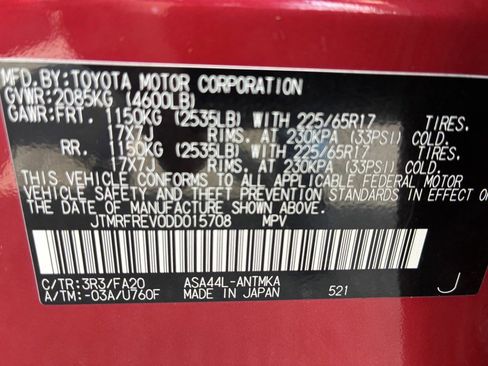 MFD.BY:TOYOTA MOTOR CORPORATION
GVWR:2085KG (4600LB)
GAWR:FRT. 1150KG (2535LB) WITH 225/65R17 TIRES,
17X7J RIMS, AT 230KPA (33PSI) COLD.
RR. 1150KG (2535LB) WITH 225/65R17 TIRES,
17X7J RIMS, AT 230KPA (33PSI) COLD.
THIS VEHICLE CONFORMS TO ALL APPLICABLE FEDERAL MOTOR
VEHICLE SAFETY AND THEFT PREVENTION STANDARDS IN EFFECT ON
THE DATE OF MANUFACTURE SHOWN ABOVE.
JTMRFREV0DD015708 MPV
C/TR:3R3/FA20 ASA44L-ANTMKA
A/TM:-03A/U760F MADE IN JAPAN 521 J